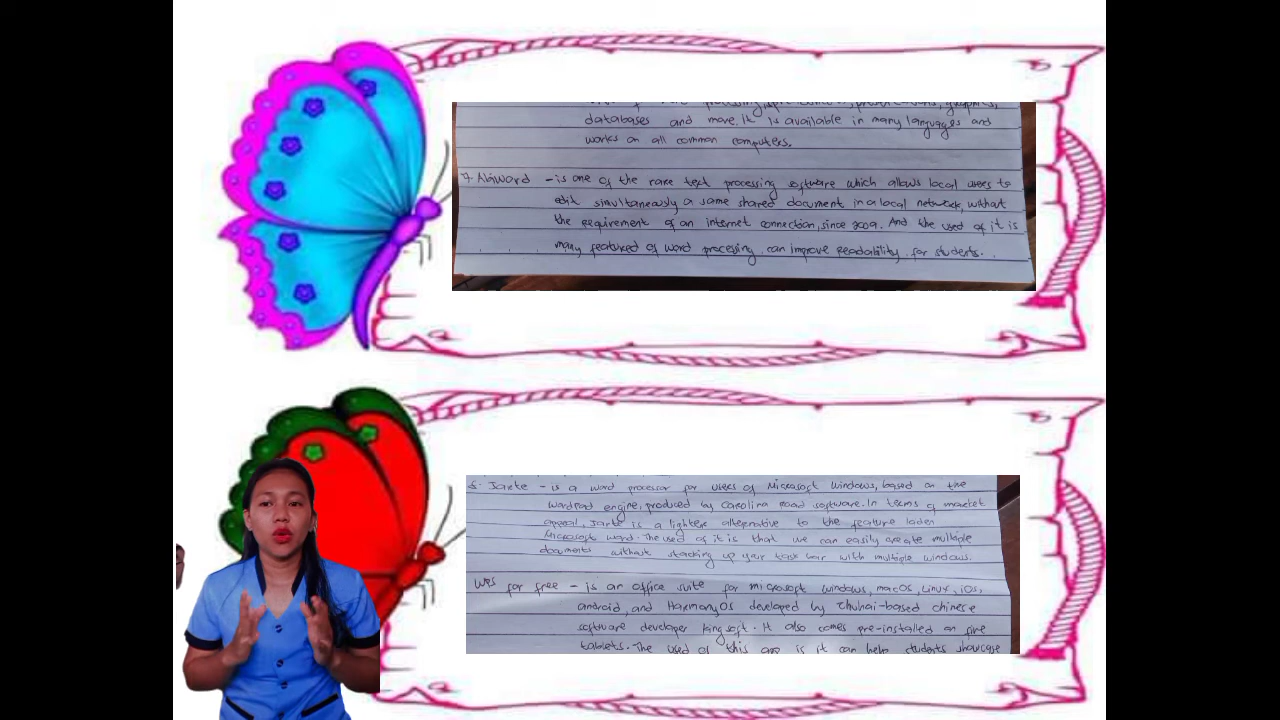 processing, presentations, graphics,
databases and more. It is available in many languages and
works on all common computers.
7 AbiWord - is one of the rare text processing software which allows local users to
edit simultaneously a same shared document in a local network, without
the requirement of an internet connection, since 2009. And the used of it is
many featured of word processing can improve readability for students.
8. Jarte - is a word processor for users of Microsoft Windows, based on the
wordpad engine, produced by Carolina Road software. In terms of market
appeal, Jarte is a lighter alternative to the feature laden
Microsoft word. The used of it is that we can easily create multiple
documents without stacking up your task bar with multiple windows.
WPS for free - is an office suite for microsoft windows, macOS, Linux, iOS,
android, and HarmonyOS developed by Zhuhai-based chinese
software developer kingsoft. It also comes pre-installed on fire
tablets. The used of this app is it can help students showcase